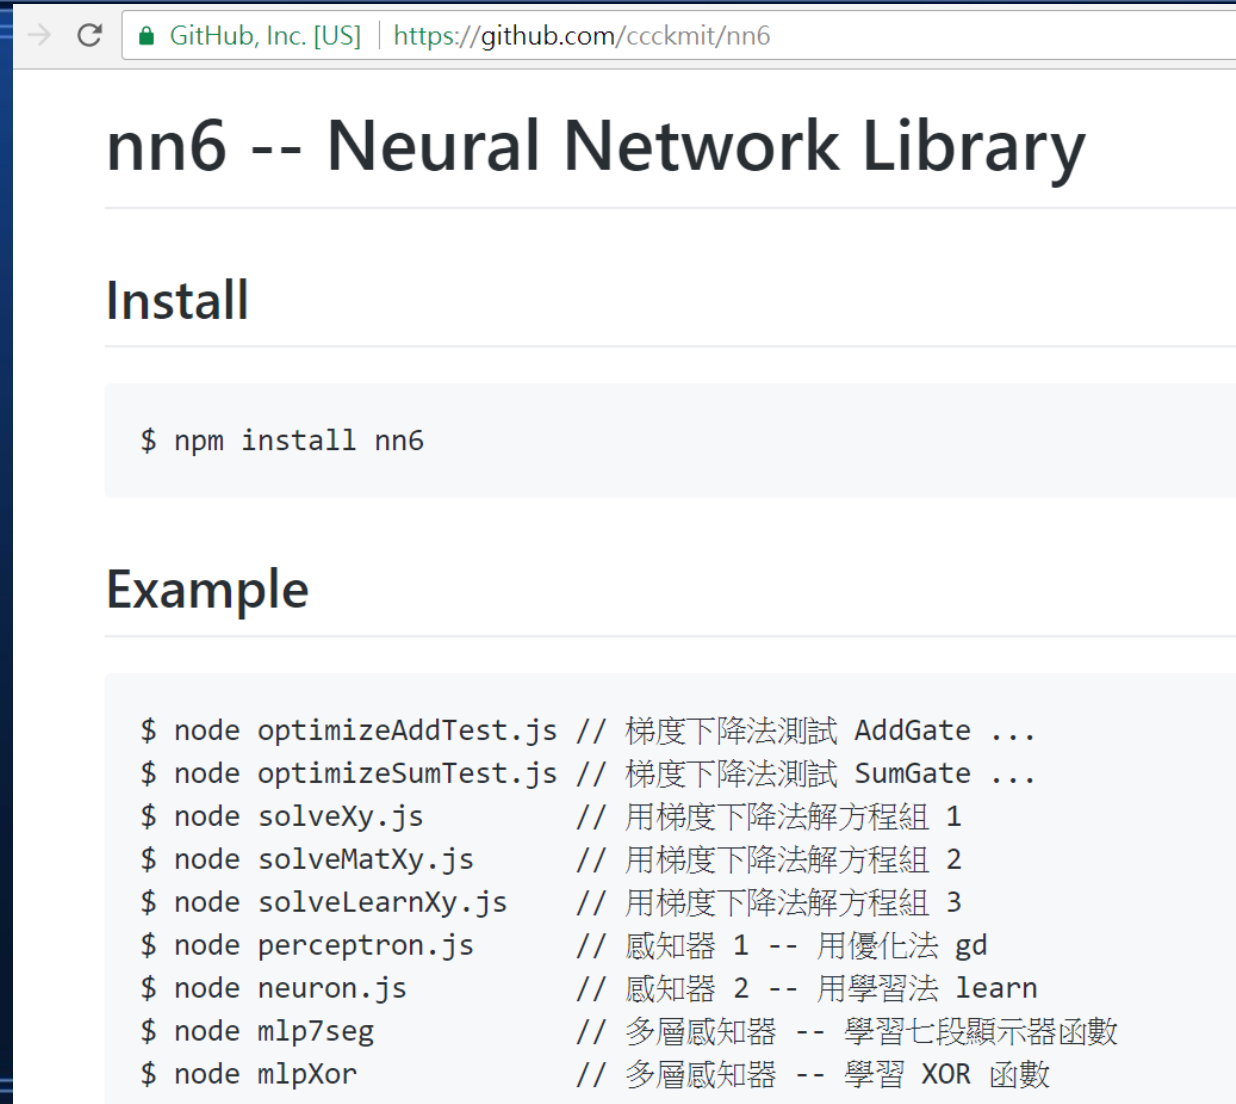 GitHub, Inc. [US] | https://github.com/ccckmit/nn6
nn6 -- Neural Network Library
Install
$ npm install nn6
Example
$ node optimizeAddTest.js // 梯度下降法測試 AddGate ...
$ node optimizeSumTest.js // 梯度下降法測試 SumGate ...
$ node solveXy.js         // 用梯度下降法解方程組 1
$ node solveMatXy.js      // 用梯度下降法解方程組 2
$ node solveLearnXy.js    // 用梯度下降法解方程組 3
$ node perceptron.js      // 感知器 1 -- 用優化法 gd
$ node neuron.js          // 感知器 2 -- 用學習法 learn
$ node mlp7seg            // 多層感知器 -- 學習七段顯示器函數
$ node mlpXor             // 多層感知器 -- 學習 XOR 函數